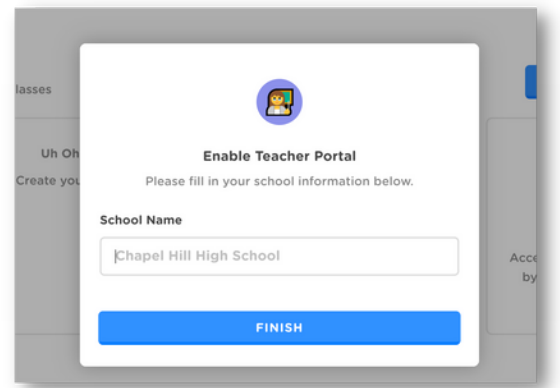 lasses
Uh Oh
Create you
Enable Teacher Portal
Please fill in your school information below.
School Name
Chapel Hill High School
FINISH
Acce
by